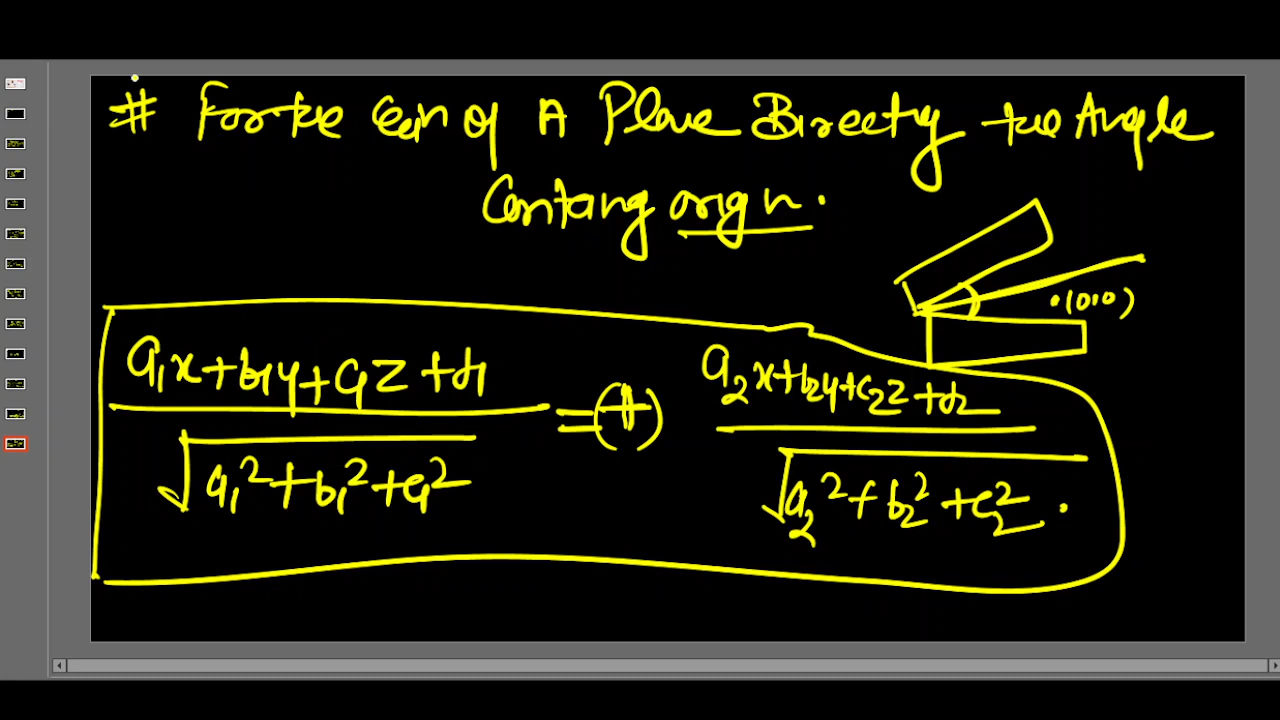 # For the Eqn of A Plane Bisecting the Angle
Containg origin.
(0,0,0)
a₁x+b₁y+c₁z+d₁ / √a₁²+b₁²+c₁² = (+) a₂x+b₂y+c₂z+d₂ / √a₂²+b₂²+c₂² .